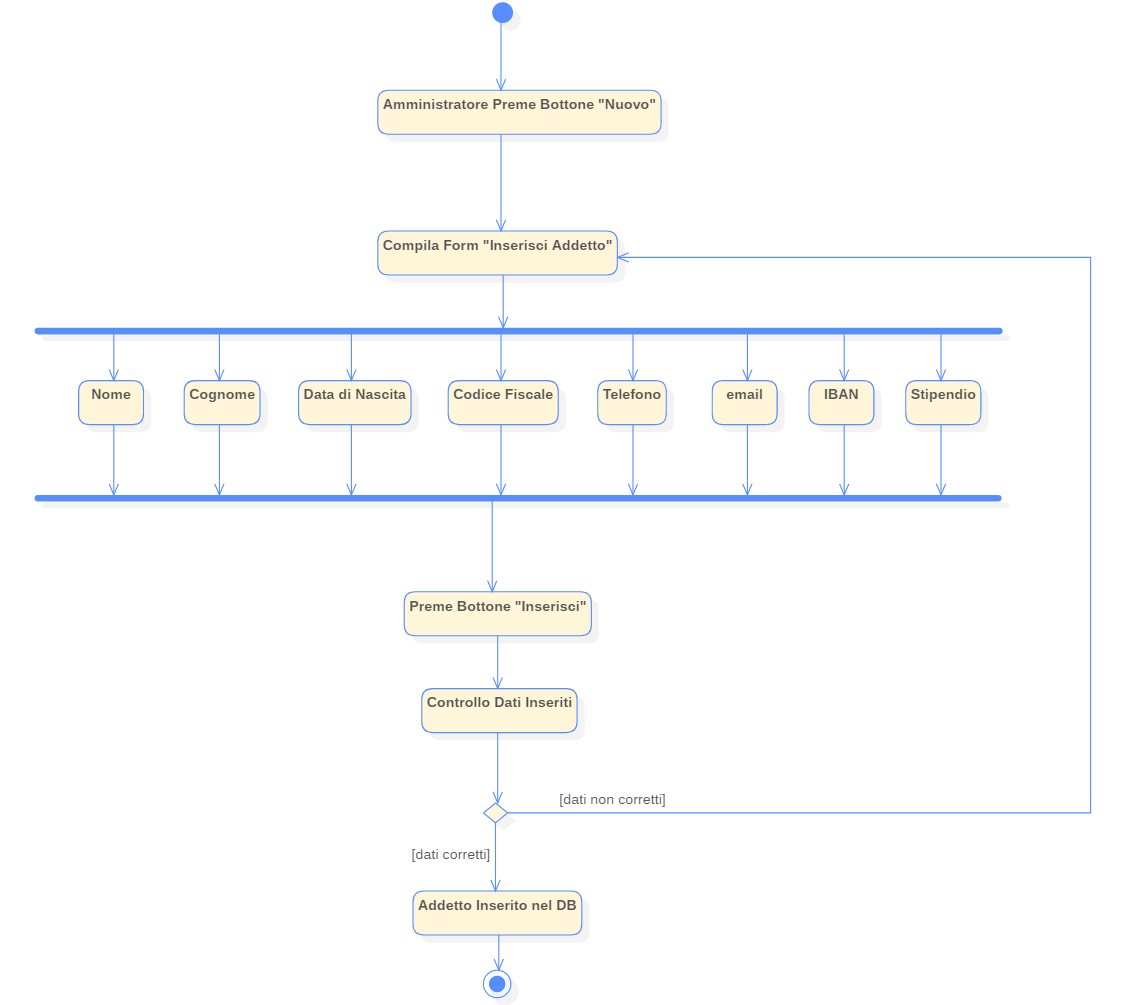 Amministratore Preme Bottone "Nuovo"
Compila Form "Inserisci Addetto"
Nome
Cognome
Data di Nascita
Codice Fiscale
Telefono
email
IBAN
Stipendio
Preme Bottone "Inserisci"
Controllo Dati Inseriti
[dati non corretti]
[dati corretti]
Addetto Inserito nel DB